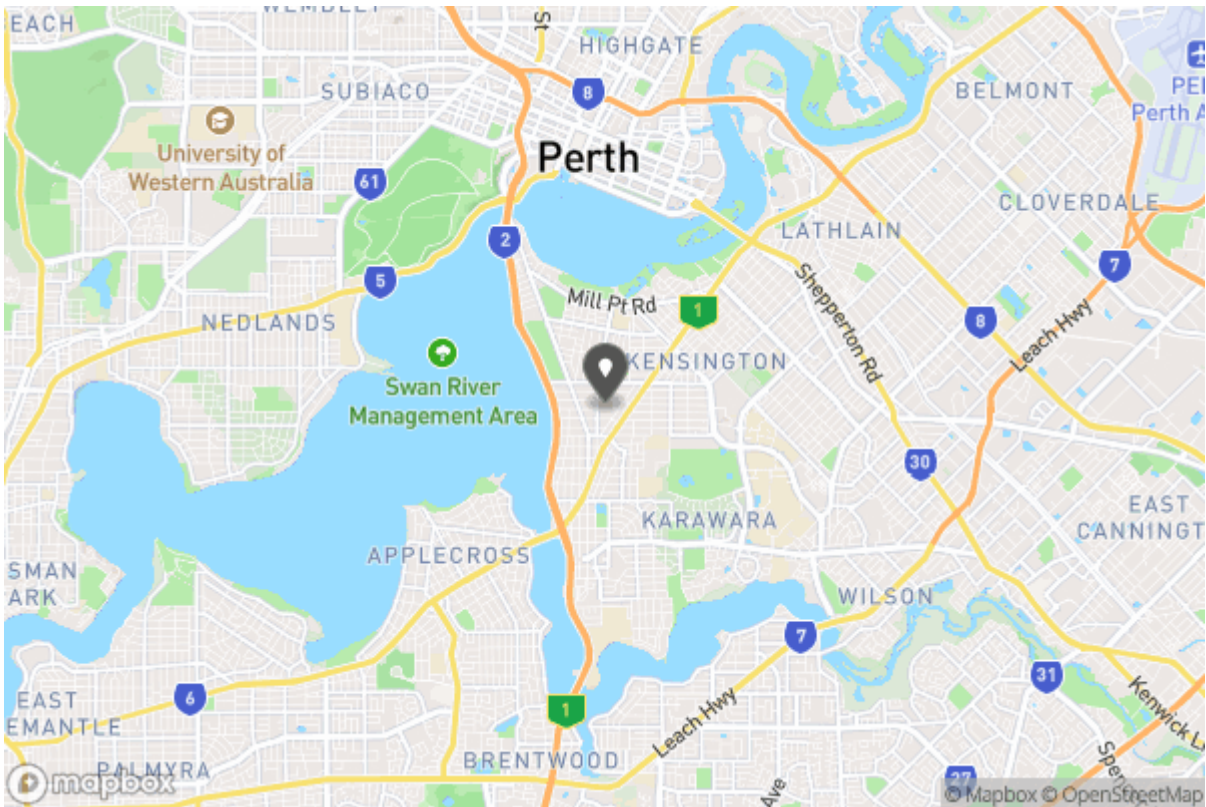 EACH
WEMBLEY
St
HIGHGATE
8
SUBIACO
BELMONT
PE
Perth A
University of
Western Australia
61
Perth
CLOVERDALE
2
LATHLAIN
7
5
Mill Pt Rd
1
Shepperton Rd
8
Leach Hwy
NEDLANDS
KENSINGTON
Swan River
Management Area
30
KARAWARA
EAST
CANNINGT
APPLECROSS
SMAN
ARK
WILSON
7
31
6
EAST
EMANTLE
1
Leach Hwy
Kenwick L
BRENTWOOD
PALMYRA
Ave
27
Spen
mapbox
© Mapbox © OpenStreetMap